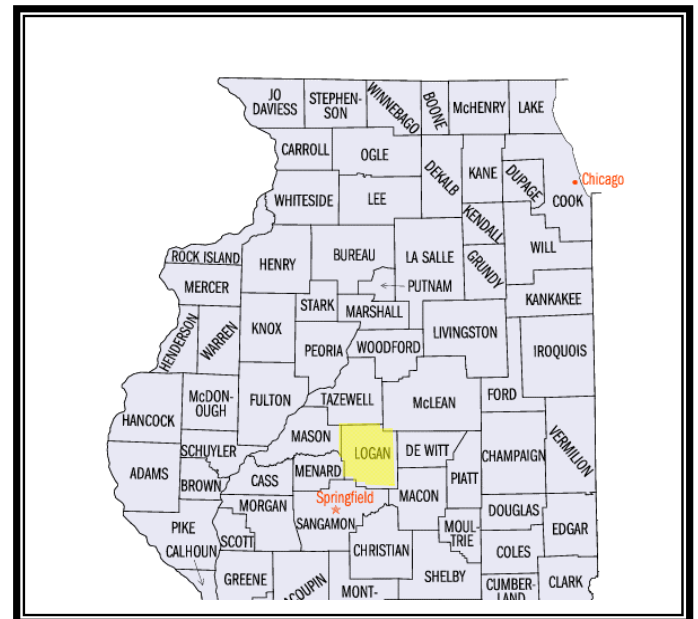 JO
DAVIESS
STEPHEN-
SON
WINNEBAGO
BOONE
McHENRY
LAKE
CARROLL
OGLE
DEKALB
KANE
DUPAGE
Chicago
COOK
WHITESIDE
LEE
KENDALL
WILL
ROCK ISLAND
HENRY
BUREAU
LA SALLE
GRUNDY
MERCER
PUTNAM
KANKAKEE
STARK
MARSHALL
HENDERSON
WARREN
KNOX
PEORIA
WOODFORD
LIVINGSTON
IROQUOIS
McDON-
OUGH
FULTON
TAZEWELL
McLEAN
FORD
HANCOCK
MASON
LOGAN
DE WITT
CHAMPAIGN
VERMILION
SCHUYLER
ADAMS
BROWN
CASS
MENARD
PIATT
Springfield
MACON
MORGAN
SANGAMON
DOUGLAS
PIKE
SCOTT
MOUL-
TRIE
EDGAR
CALHOUN
CHRISTIAN
COLES
GREENE
ACOUPIN
MONT-
SHELBY
CUMBER-
LAND
CLARK